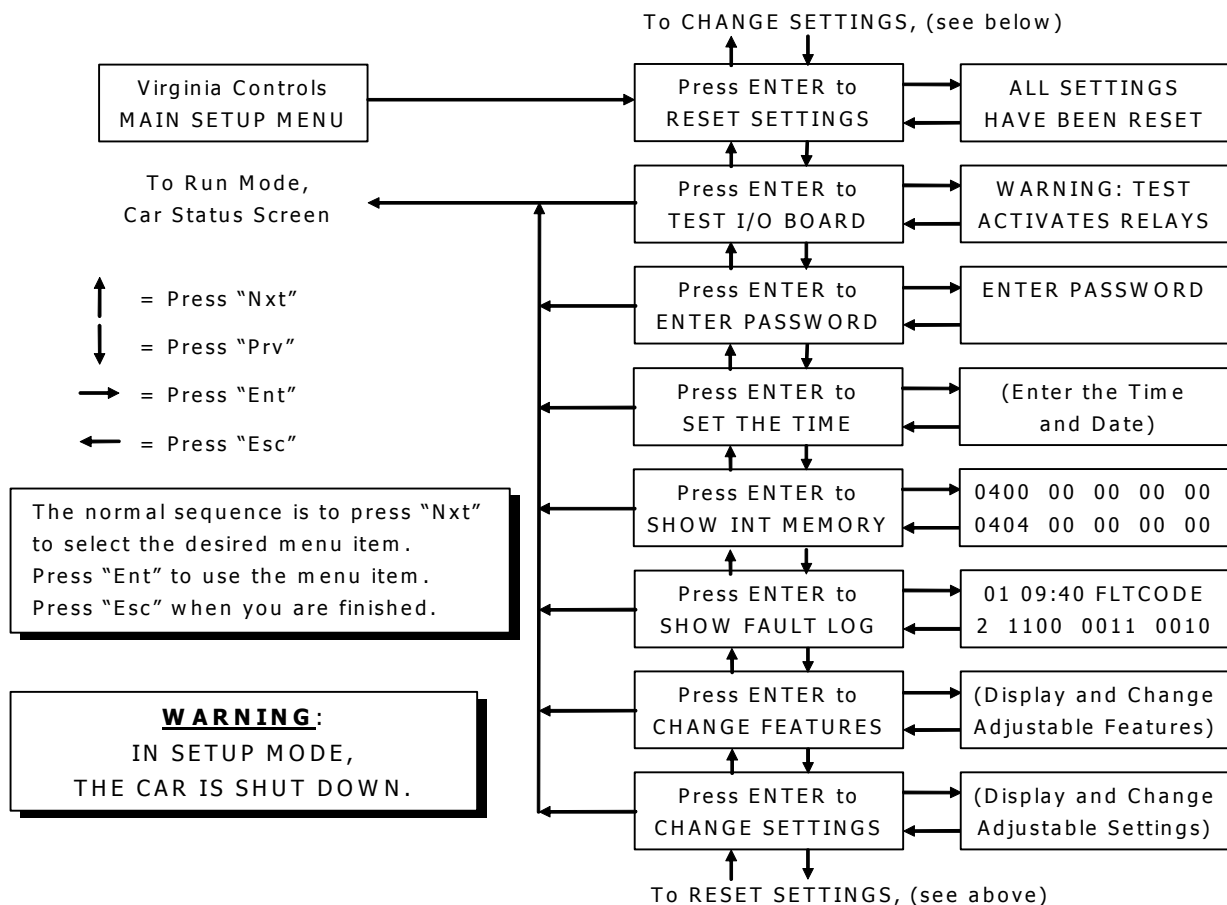 To CHANGE SETTINGS, (see below)
Virginia Controls
MAIN SETUP MENU
Press ENTER to
RESET SETTINGS
ALL SETTINGS
HAVE BEEN RESET
To Run Mode,
Car Status Screen
Press ENTER to
TEST I/O BOARD
WARNING: TEST
ACTIVATES RELAYS
= Press “Nxt”
= Press “Prv”
= Press “Ent”
= Press “Esc”
Press ENTER to
ENTER PASSWORD
ENTER PASSWORD
Press ENTER to
SET THE TIME
(Enter the Time
and Date)
The normal sequence is to press “Nxt”
to select the desired menu item.
Press “Ent” to use the menu item.
Press “Esc” when you are finished.
Press ENTER to
SHOW INT MEMORY
0400 00 00 00 00
0404 00 00 00 00
Press ENTER to
SHOW FAULT LOG
01 09:40 FLTCODE
2 1100 0011 0010
WARNING:
IN SETUP MODE,
THE CAR IS SHUT DOWN.
Press ENTER to
CHANGE FEATURES
(Display and Change
Adjustable Features)
Press ENTER to
CHANGE SETTINGS
(Display and Change
Adjustable Settings)
To RESET SETTINGS, (see above)